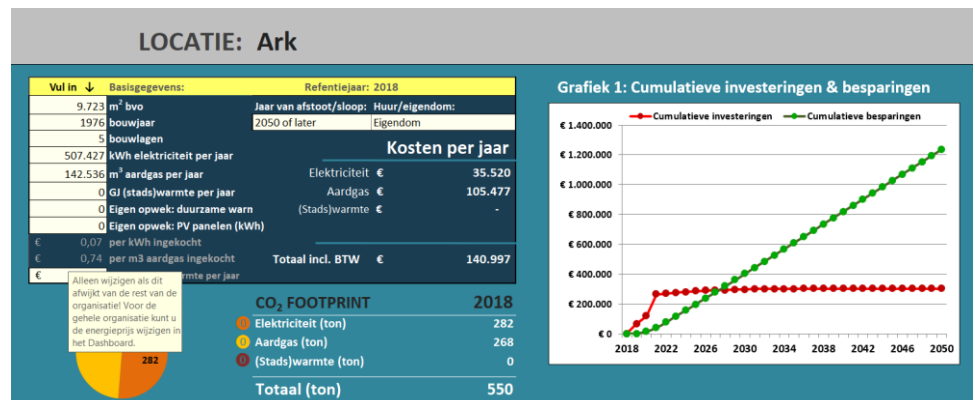 LOCATIE: Ark
Vul in ↓ Basisgegevens: Refentiejaar: 2018
9.723 m² bvo Jaar van afstoot/sloop: Huur/eigendom:
1976 bouwjaar 2050 of later Eigendom
5 bouwlagen
Kosten per jaar
507.427 kWh elektriciteit per jaar
142.536 m³ aardgas per jaar Elektriciteit € 35.520
0 GJ (stads)warmte per jaar Aardgas € 105.477
0 Eigen opwek: duurzame warn (Stads)warmte € -
0 Eigen opwek: PV panelen (kWh)
€ 0,07 per kWh ingekocht
€ 0,74 per m3 aardgas ingekocht Totaal incl. BTW € 140.997
€ rmte per jaar
Alleen wijzigen als dit
afwijkt van de rest van de
organisatie! Voor de
gehele organisatie kunt u
de energieprijs wijzigen in
het Dashboard.
282
CO₂ FOOTPRINT 2018
0 Elektriciteit (ton) 282
0 Aardgas (ton) 268
0 (Stads)warmte (ton) 0
Totaal (ton) 550
Grafiek 1: Cumulatieve investeringen & besparingen
Cumulatieve investeringen Cumulatieve besparingen
€ 1.400.000
€ 1.200.000
€ 1.000.000
€ 800.000
€ 600.000
€ 400.000
€ 200.000
€ 0
2018 2022 2026 2030 2034 2038 2042 2046 2050